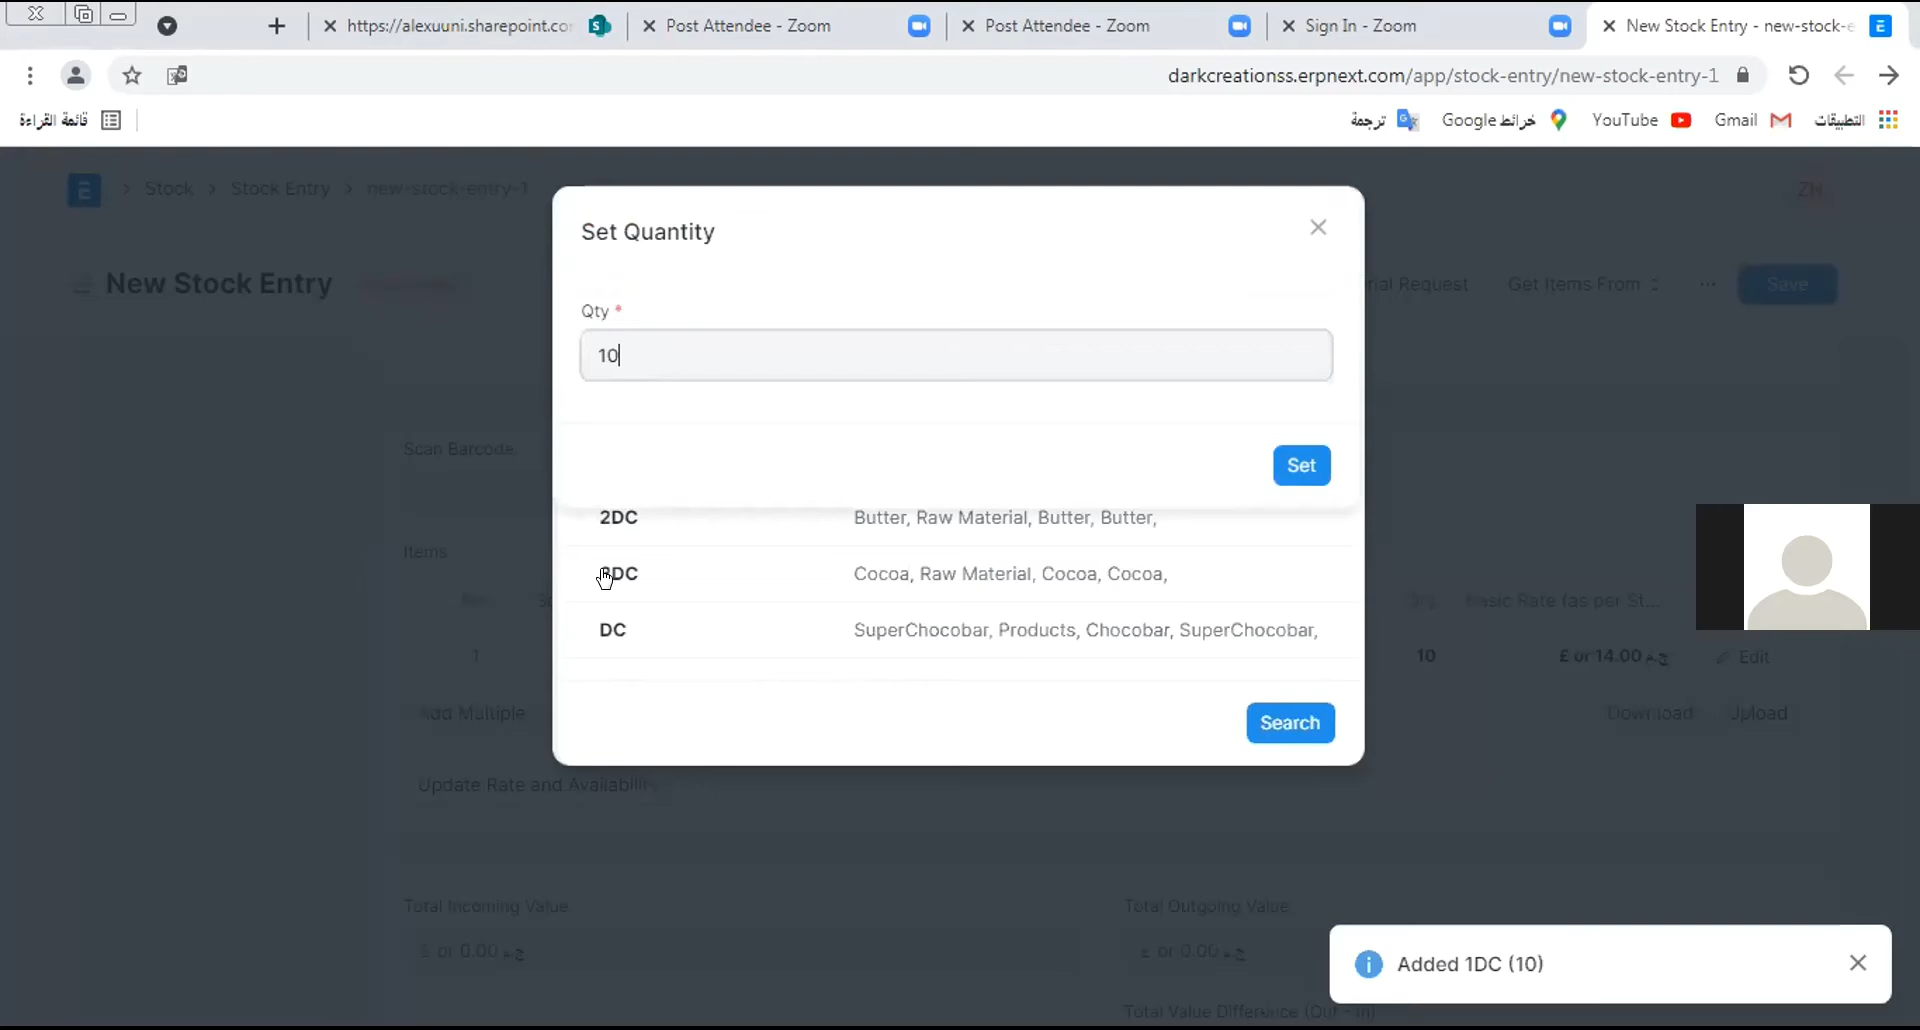 https://alexuuni.sharepoint.co
Post Attendee - Zoom
Post Attendee - Zoom
Sign In - Zoom
New Stock Entry - new-stock-e
darkcreationss.erpnext.com/app/stock-entry/new-stock-entry-1
قائمة القراءة
ترجمة
خرائط Google
YouTube
Gmail
التطبيقات
E
Stock
Stock Entry
new-stock-entry-1
ZH
New Stock Entry
rial Request
Get Items From
Save
Set Quantity
Qty *
10
Set
Scan Barcode
2DC Butter, Raw Material, Butter, Butter,
Items
DC Cocoa, Raw Material, Cocoa, Cocoa,
Basic Rate (as per St...
DC SuperChocobar, Products, Chocobar, SuperChocobar,
1
10
£ or 14.00 ج.م
Edit
Add Multiple
Download
Upload
Search
Update Rate and Availability
Total Incoming Value
£ or 0.00 ج.م
Total Outgoing Value
£ or 0.00 ج.م
Added 1DC (10)
Total Value Difference (Out - In)